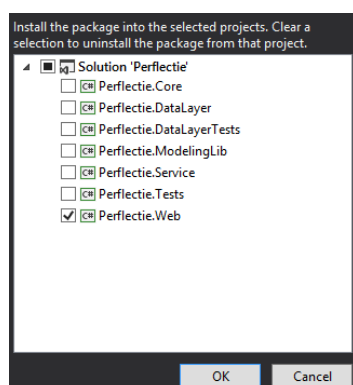 Install the package into the selected projects. Clear a
selection to uninstall the package from that project.
Solution 'Perflectie'
C# Perflectie.Core
C# Perflectie.DataLayer
C# Perflectie.DataLayerTests
C# Perflectie.ModelingLib
C# Perflectie.Service
C# Perflectie.Tests
C# Perflectie.Web
OK Cancel